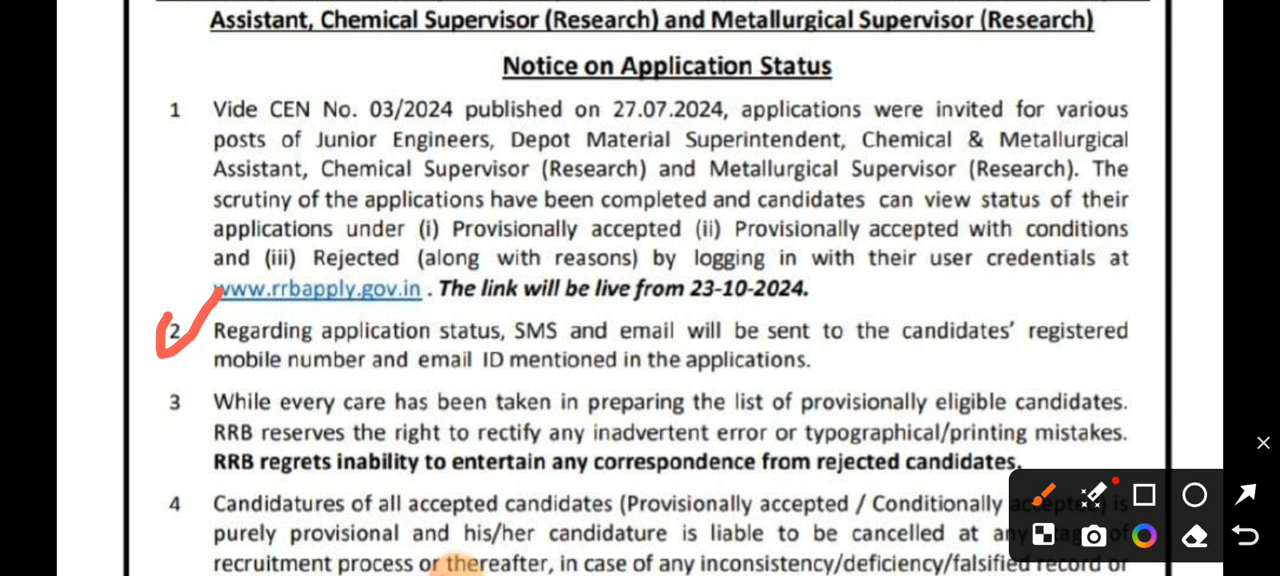 Assistant, Chemical Supervisor (Research) and Metallurgical Supervisor (Research)
Notice on Application Status
1 Vide CEN No. 03/2024 published on 27.07.2024, applications were invited for various
posts of Junior Engineers, Depot Material Superintendent, Chemical & Metallurgical
Assistant, Chemical Supervisor (Research) and Metallurgical Supervisor (Research). The
scrutiny of the applications have been completed and candidates can view status of their
applications under (i) Provisionally accepted (ii) Provisionally accepted with conditions
and (iii) Rejected (along with reasons) by logging in with their user credentials at
www.rrbapply.gov.in . The link will be live from 23-10-2024.
2 Regarding application status, SMS and email will be sent to the candidates' registered
mobile number and email ID mentioned in the applications.
3 While every care has been taken in preparing the list of provisionally eligible candidates.
RRB reserves the right to rectify any inadvertent error or typographical/printing mistakes.
RRB regrets inability to entertain any correspondence from rejected candidates.
4 Candidatures of all accepted candidates (Provisionally accepted / Conditionally accepted) is
purely provisional and his/her candidature is liable to be cancelled at any stage of
recruitment process or thereafter, in case of any inconsistency/deficiency/falsified record or